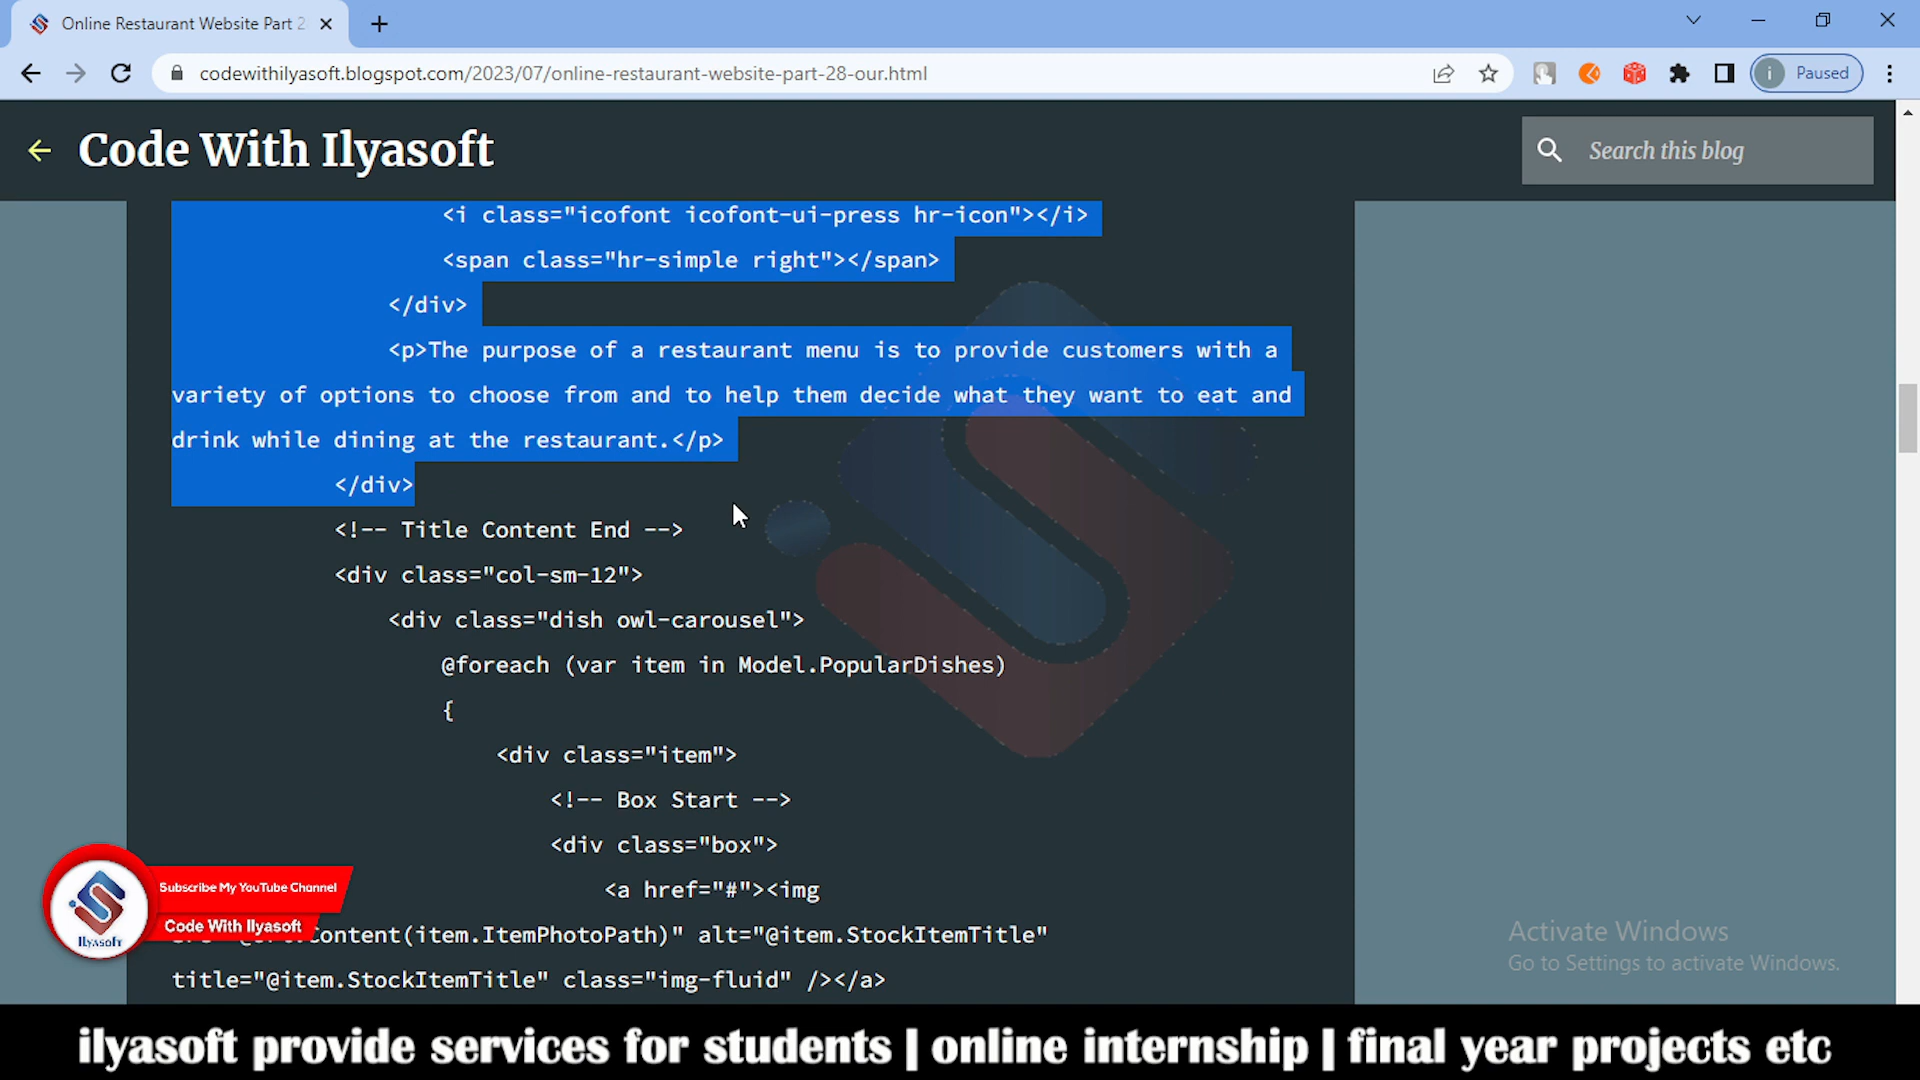 Online Restaurant Website Part 2
codewithilyasoft.blogspot.com/2023/07/online-restaurant-website-part-28-our.html
i Paused
Code With Ilyasoft
Search this blog
<i class="icofont icofont-ui-press hr-icon"></i>
<span class="hr-simple right"></span>
</div>
<p>The purpose of a restaurant menu is to provide customers with a
variety of options to choose from and to help them decide what they want to eat and
drink while dining at the restaurant.</p>
</div>
<!-- Title Content End -->
<div class="col-sm-12">
<div class="dish owl-carousel">
@foreach (var item in Model.PopularDishes)
{
<div class="item">
<!-- Box Start -->
<div class="box">
<a href="#"><img
Content(item.ItemPhotoPath)" alt="@item.StockItemTitle"
title="@item.StockItemTitle" class="img-fluid" /></a>
Subscribe My YouTube Channel
Code With Ilyasoft
Ilyasoft
Activate Windows
Go to Settings to activate Windows.
ilyasoft provide services for students | online internship | final year projects etc